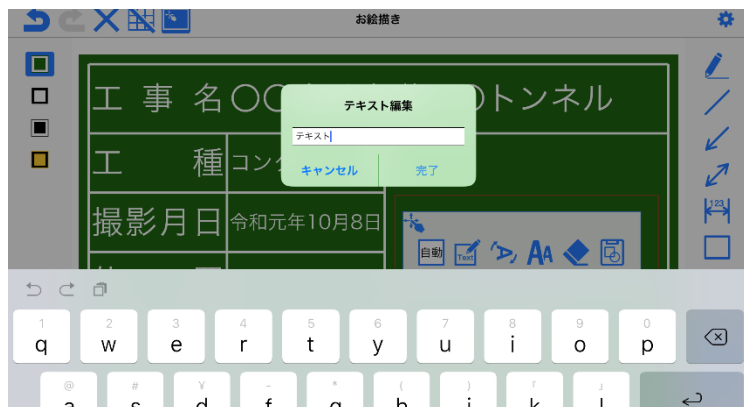 お絵描き
工事名〇〇
トンネル
テキスト編集
テキスト
キャンセル 完了
工種コン
撮影月日令和元年10月8日
123
自動 Text A AA
1 2 3 4 5 6 7 8 9 0
q w e r t y u i o p
@ # ¥ - * ( ) 「 」
a s d f g h j k l